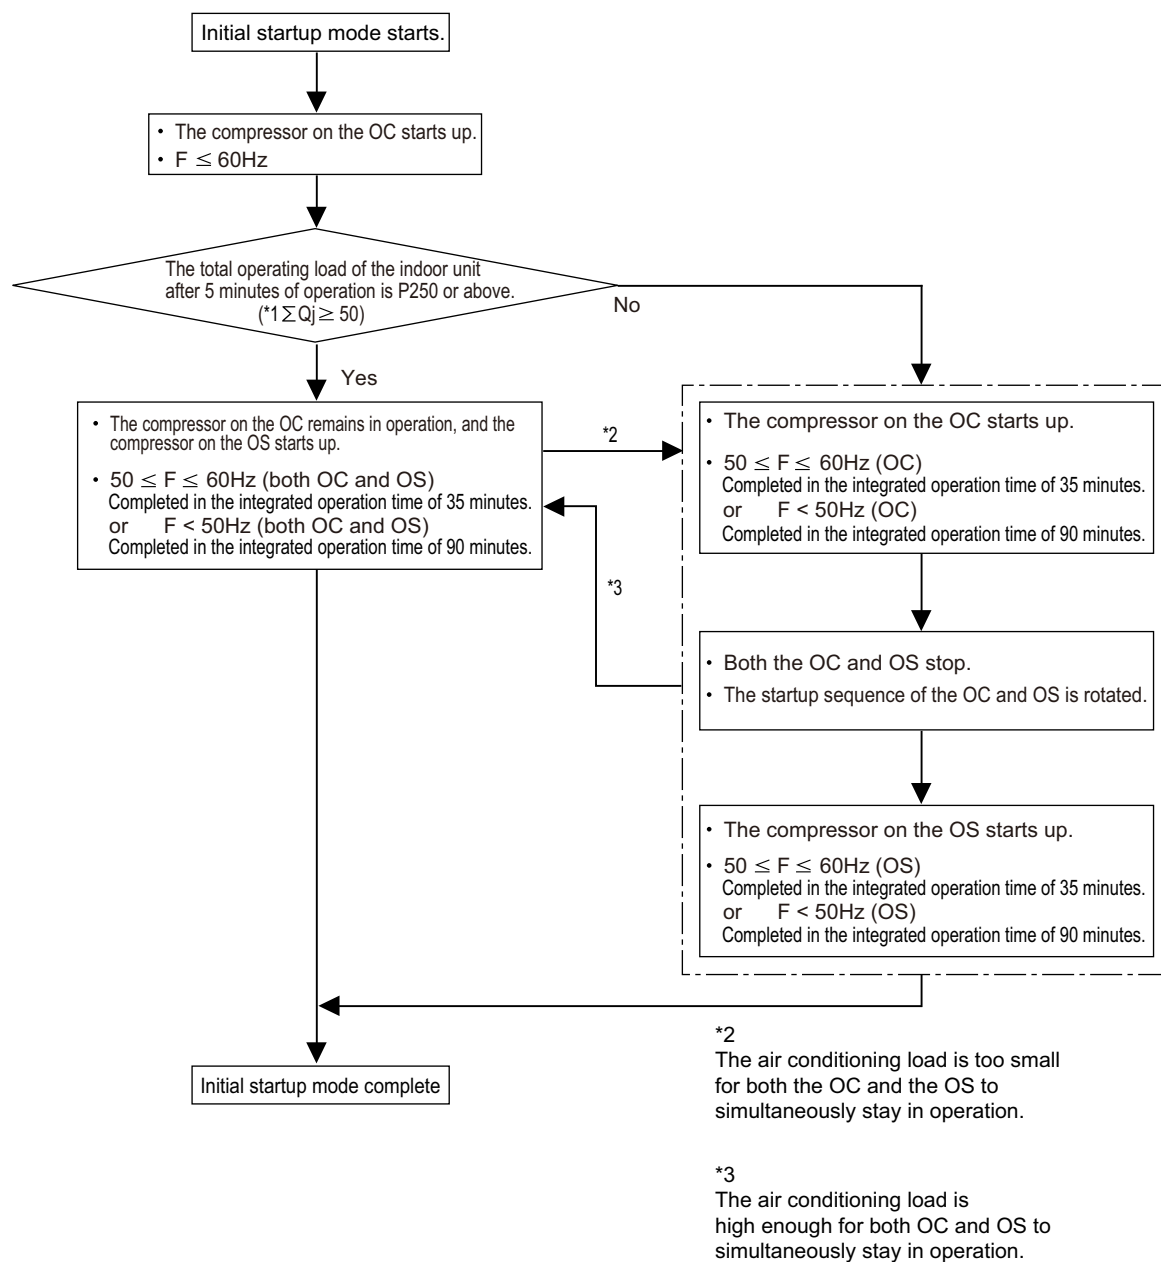 Initial startup mode starts.
• The compressor on the OC starts up.
• F ≤ 60Hz
The total operating load of the indoor unit
after 5 minutes of operation is P250 or above.
(*1∑Qj≥ 50)
No
Yes
• The compressor on the OC remains in operation, and the
compressor on the OS starts up.
• 50 ≤ F ≤ 60Hz (both OC and OS)
Completed in the integrated operation time of 35 minutes.
or F < 50Hz (both OC and OS)
Completed in the integrated operation time of 90 minutes.
*2
*3
• The compressor on the OC starts up.
• 50 ≤ F ≤ 60Hz (OC)
Completed in the integrated operation time of 35 minutes.
or F < 50Hz (OC)
Completed in the integrated operation time of 90 minutes.
• Both the OC and OS stop.
• The startup sequence of the OC and OS is rotated.
• The compressor on the OS starts up.
• 50 ≤ F ≤ 60Hz (OS)
Completed in the integrated operation time of 35 minutes.
or F < 50Hz (OS)
Completed in the integrated operation time of 90 minutes.
Initial startup mode complete
*2
The air conditioning load is too small
for both the OC and the OS to
simultaneously stay in operation.
*3
The air conditioning load is
high enough for both OC and OS to
simultaneously stay in operation.